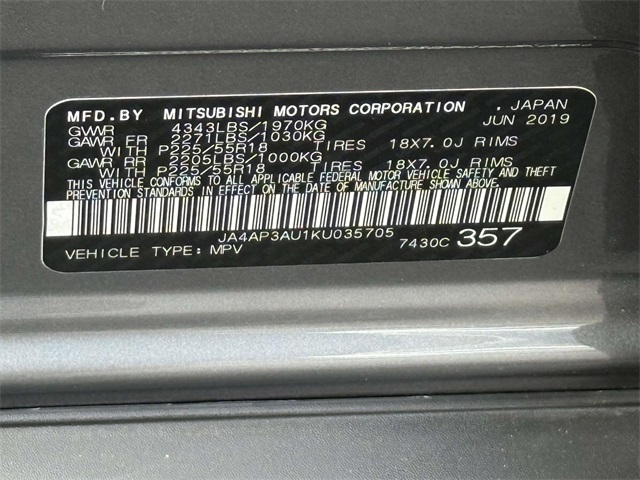 MFD.BY MITSUBISHI MOTORS CORPORATION . JAPAN
GVWR 4343LBS/1970KG JUN 2019
GAWR FR 2271LBS/1030KG
WITH P225/55R18 TIRES 18X7.0J RIMS
GAWR RR 2205LBS/1000KG
WITH P225/55R18 TIRES 18X7.0J RIMS
THIS VEHICLE CONFORMS TO ALL APPLICABLE FEDERAL MOTOR VEHICLE SAFETY AND THEFT
PREVENTION STANDARDS IN EFFECT ON THE DATE OF MANUFACTURE SHOWN ABOVE.
JA4AP3AU1KU035705
VEHICLE TYPE: MPV 7430C 357